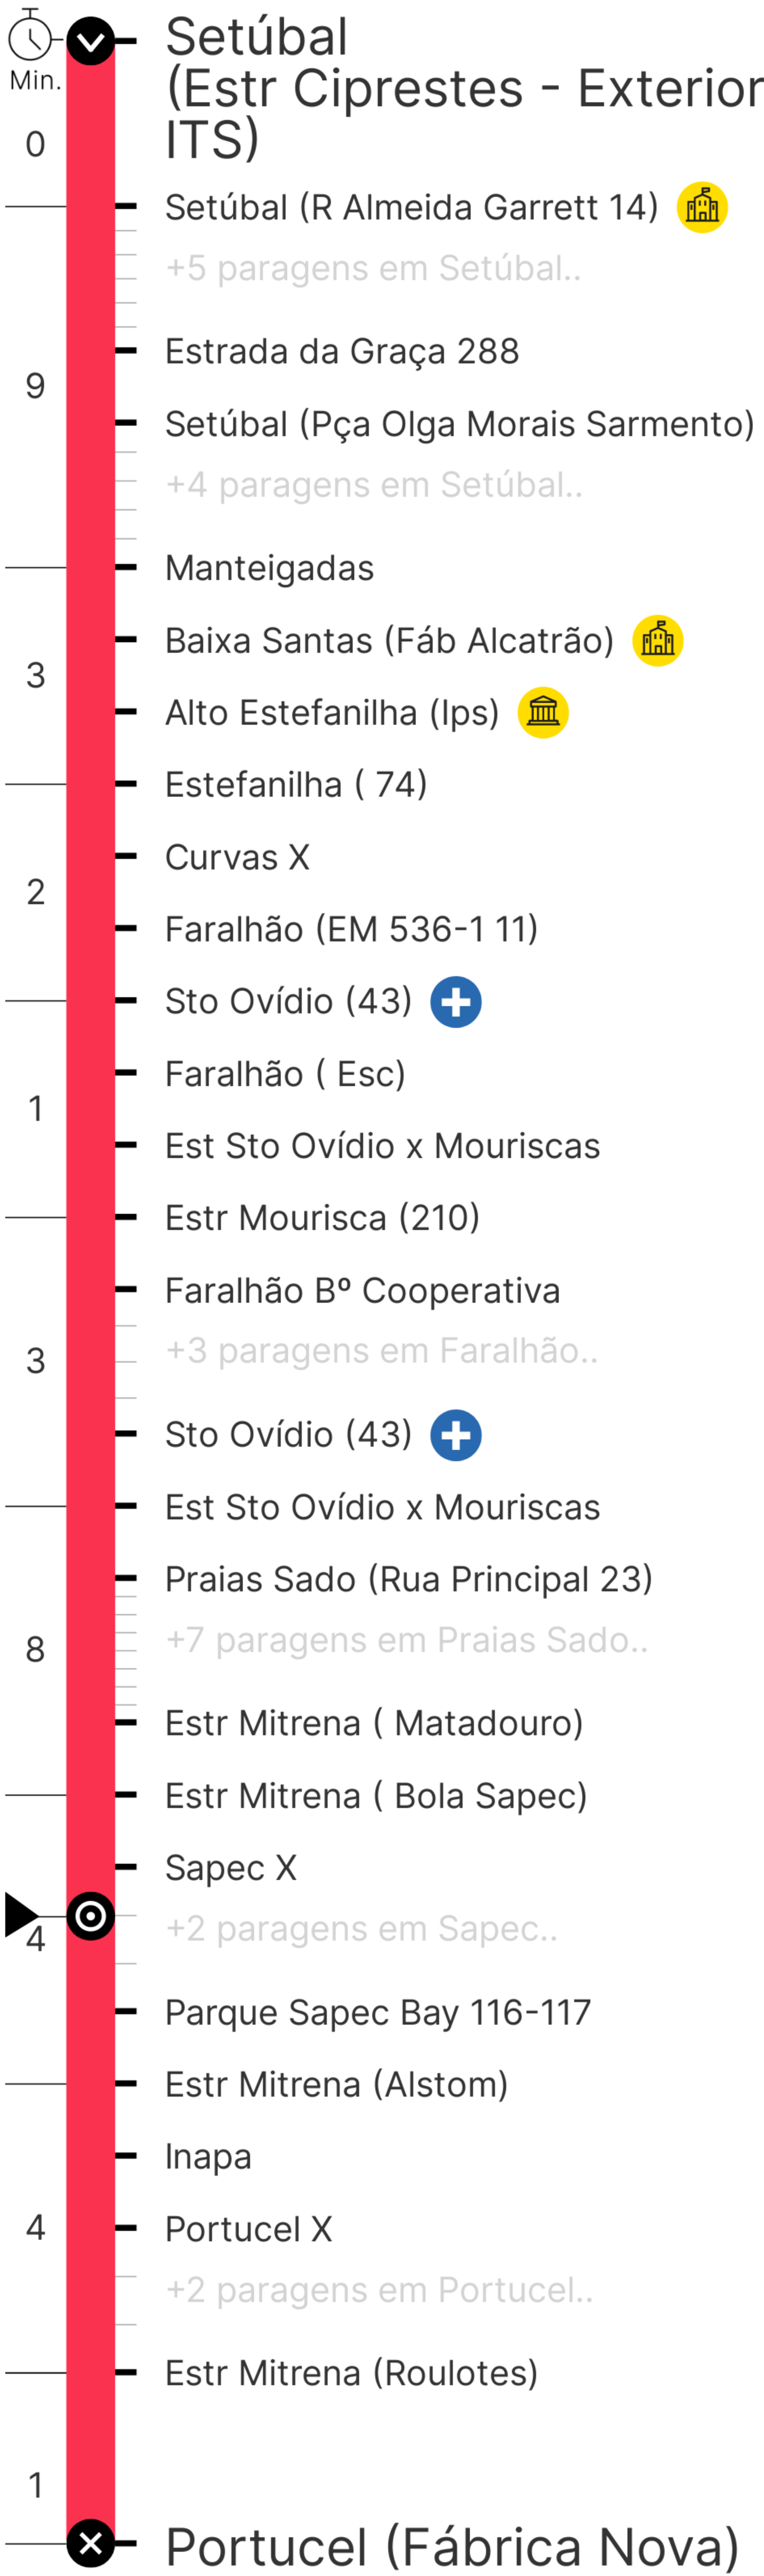 Setúbal
(Estr Ciprestes - Exterior
ITS)
Min.
0
Setúbal (R Almeida Garrett 14)
+5 paragens em Setúbal..
Estrada da Graça 288
9
Setúbal (Pça Olga Morais Sarmento)
+4 paragens em Setúbal..
Manteigadas
Baixa Santas (Fáb Alcatrão)
3
Alto Estefanilha (Ips)
Estefanilha ( 74)
Curvas X
2
Faralhão (EM 536-1 11)
Sto Ovídio (43)
Faralhão ( Esc)
1
Est Sto Ovídio x Mouriscas
Estr Mourisca (210)
Faralhão Bº Cooperativa
+3 paragens em Faralhão..
3
Sto Ovídio (43)
Est Sto Ovídio x Mouriscas
Praias Sado (Rua Principal 23)
+7 paragens em Praias Sado..
8
Estr Mitrena ( Matadouro)
Estr Mitrena ( Bola Sapec)
Sapec X
+2 paragens em Sapec..
4
Parque Sapec Bay 116-117
Estr Mitrena (Alstom)
Inapa
4
Portucel X
+2 paragens em Portucel..
Estr Mitrena (Roulotes)
1
Portucel (Fábrica Nova)